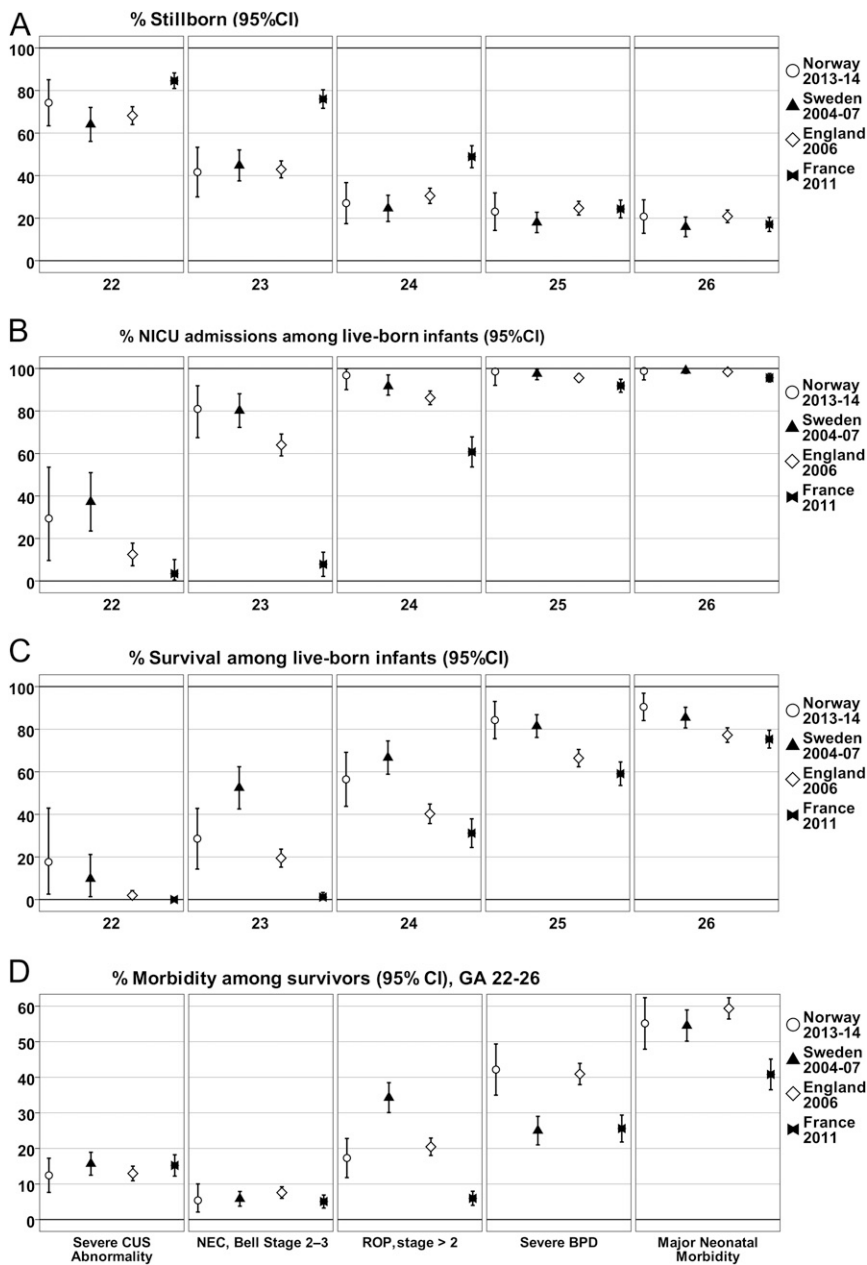 A
% Stillborn (95%CI)
100
80
60
40
20
0
22
23
24
25
26
Norway
2013-14
Sweden
2004-07
England
2006
France
2011
B
% NICU admissions among live-born infants (95%CI)
100
80
60
40
20
0
22
23
24
25
26
Norway
2013-14
Sweden
2004-07
England
2006
France
2011
C
% Survival among live-born infants (95%CI)
100
80
60
40
20
0
22
23
24
25
26
Norway
2013-14
Sweden
2004-07
England
2006
France
2011
D
% Morbidity among survivors (95% CI), GA 22-26
60
50
40
30
20
10
0
Severe CUS
Abnormality
NEC, Bell Stage 2–3
ROP, stage > 2
Severe BPD
Major Neonatal
Morbidity
Norway
2013-14
Sweden
2004-07
England
2006
France
2011